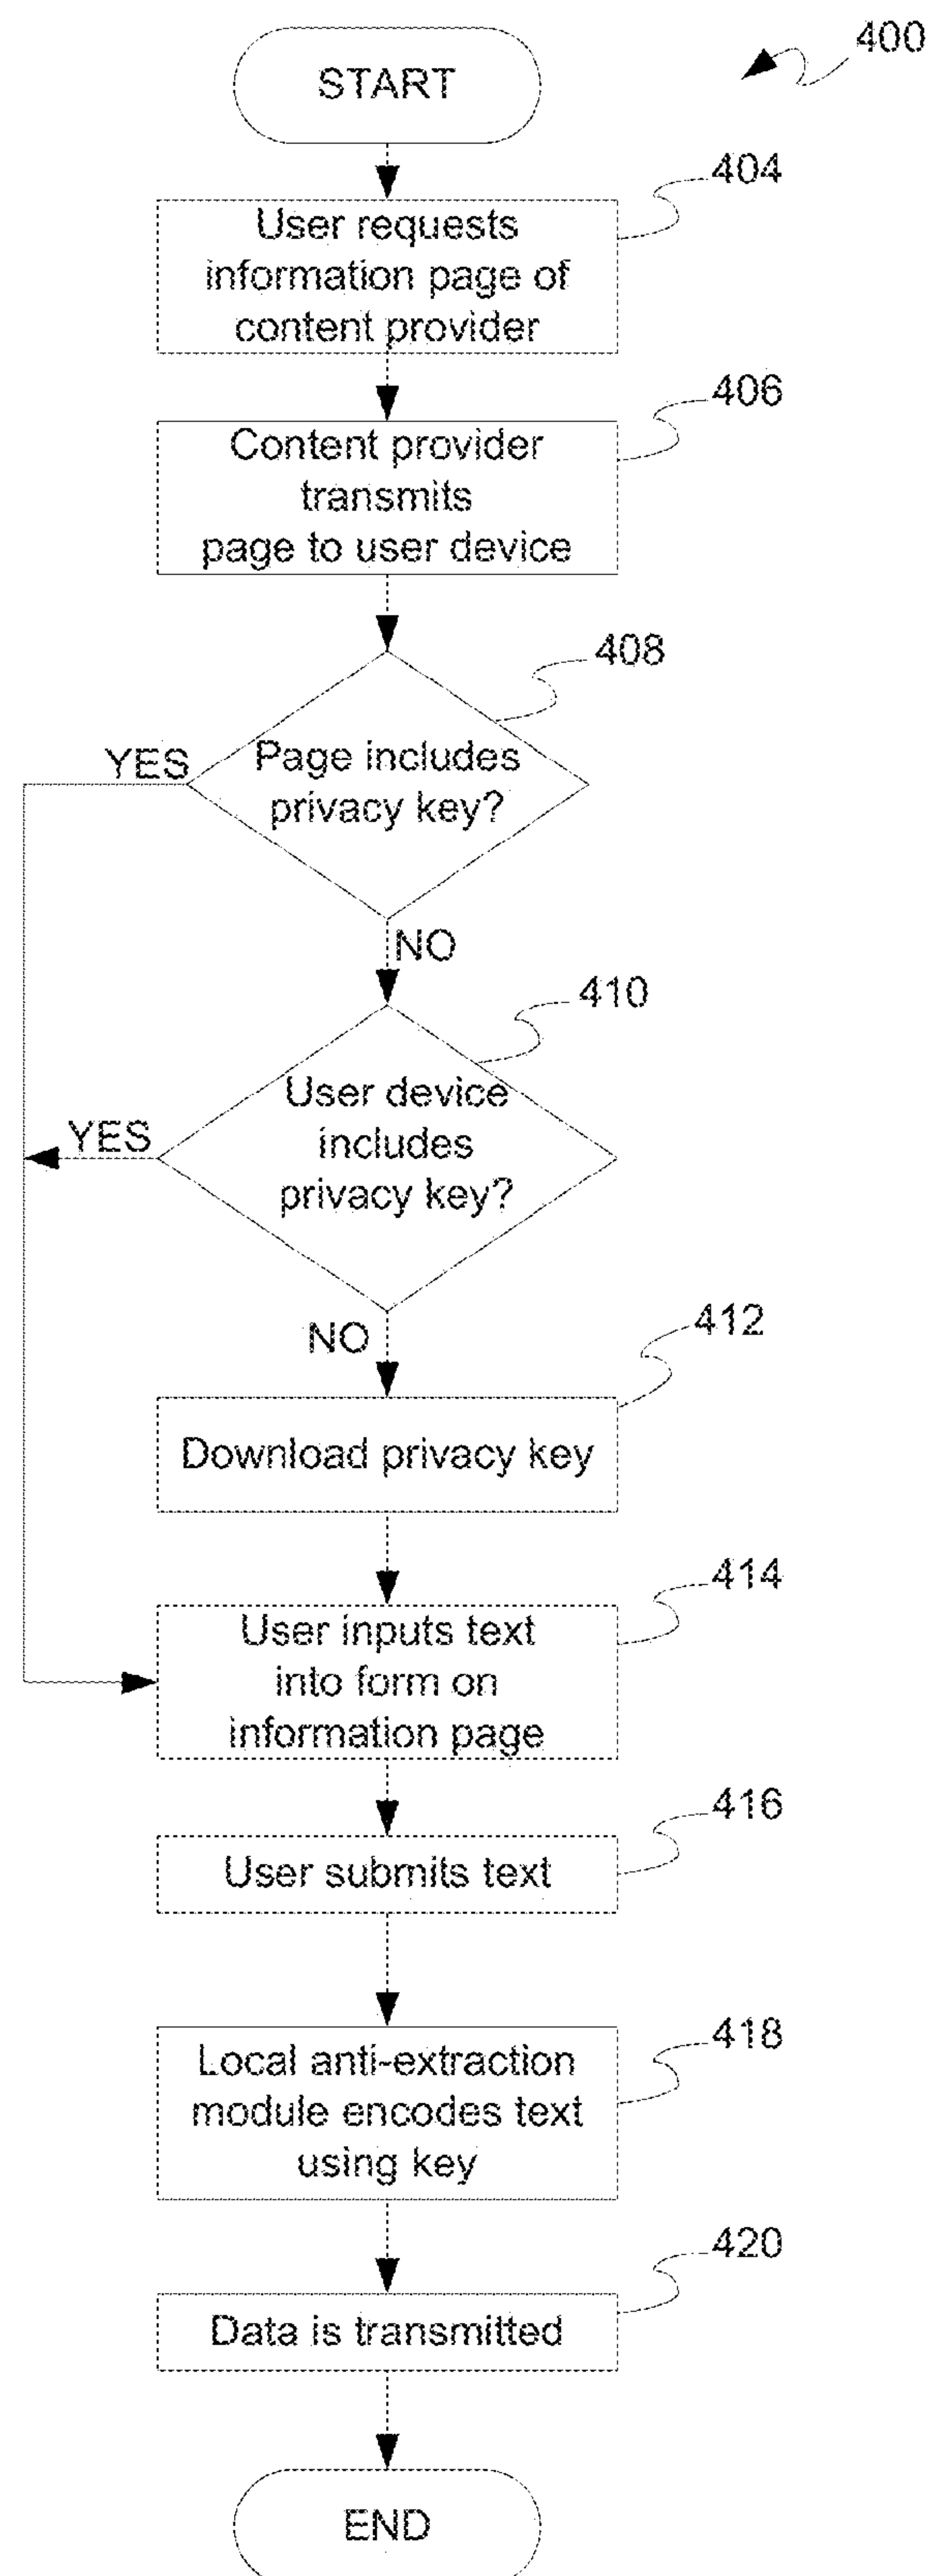 START
400
404
User requests
information page of
content provider
406
Content provider
transmits
page to user device
408
YES
Page includes
privacy key?
NO
410
User device
includes
privacy key?
YES
NO
412
Download privacy key
414
User inputs text
into form on
information page
416
User submits text
418
Local anti-extraction
module encodes text
using key
420
Data is transmitted
END